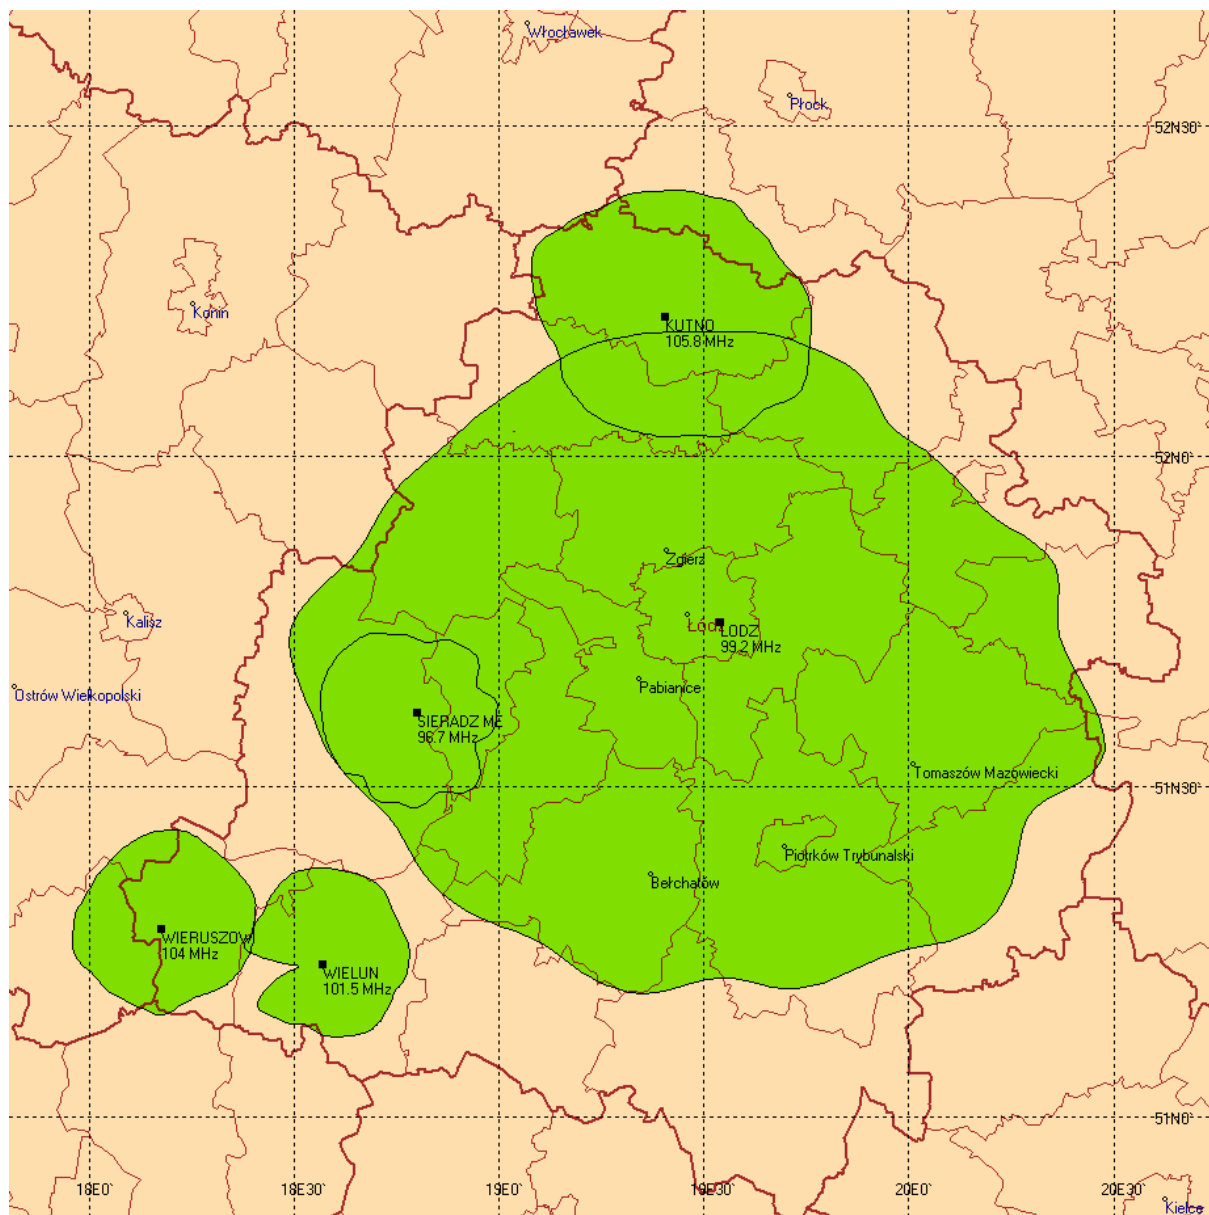 Włocławek
Płock
52N30`
Konin
KUTNO
105.8 MHz
52N0`
Zgierz
Kalisz
Łódź
ŁODZ
99.2 MHz
Ostrów Wielkopolski
Pabianice
SIERADZ ME
96.7 MHz
Tomaszów Mazowiecki
51N30`
Piotrków Trybunalski
Bełchatów
WIERUSZOW
104 MHz
WIELUN
101.5 MHz
51N0`
18E0` 18E30` 19E0` 19E30` 20E0` 20E30`
Kielce